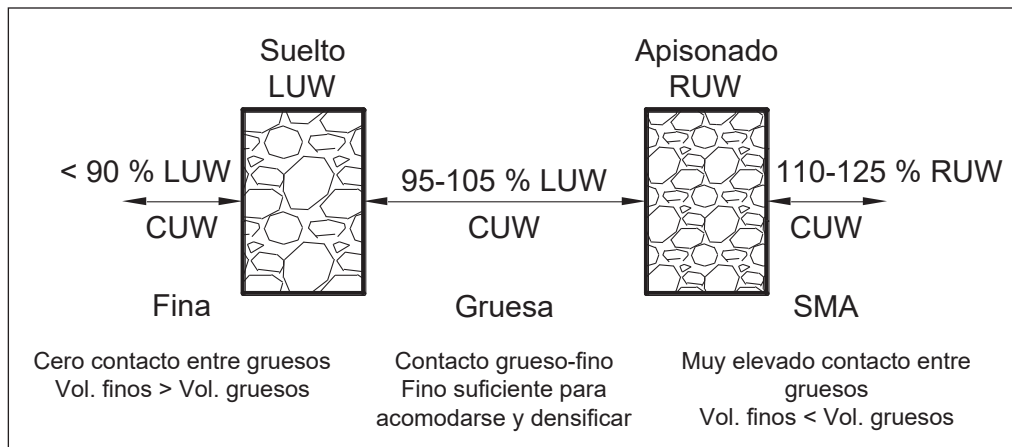 Suelto
LUW
Apisonado
RUW
< 90 % LUW
CUW
95-105 % LUW
CUW
110-125 % RUW
CUW
Fina
Gruesa
SMA
Cero contacto entre gruesos
Vol. finos > Vol. gruesos
Contacto grueso-fino
Fino suficiente para
acomodarse y densificar
Muy elevado contacto entre
gruesos
Vol. finos < Vol. gruesos